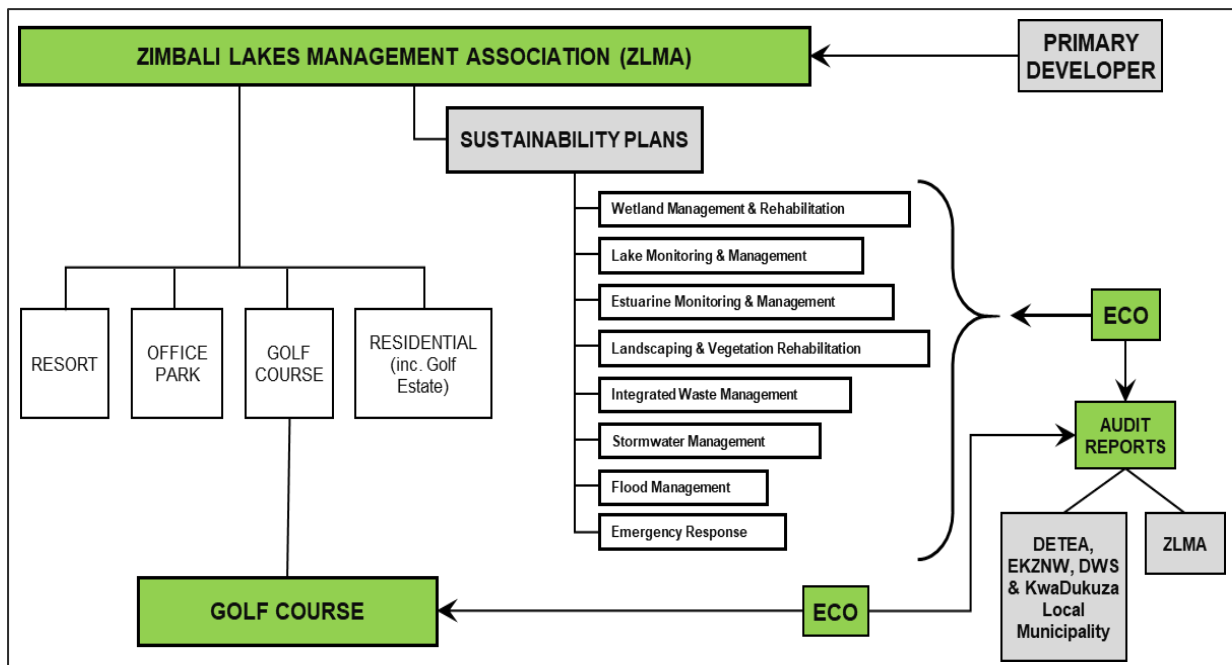 ZIMBALI LAKES MANAGEMENT ASSOCIATION (ZLMA)
PRIMARY
DEVELOPER
SUSTAINABILITY PLANS
Wetland Management & Rehabilitation
Lake Monitoring & Management
Estuarine Monitoring & Management
Landscaping & Vegetation Rehabilitation
Integrated Waste Management
Stormwater Management
Flood Management
Emergency Response
RESORT
OFFICE
PARK
GOLF
COURSE
RESIDENTIAL
(inc. Golf
Estate)
ECO
AUDIT
REPORTS
DETEA,
EKZNW, DWS
& KwaDukuza
Local
Municipality
ZLMA
GOLF COURSE
ECO